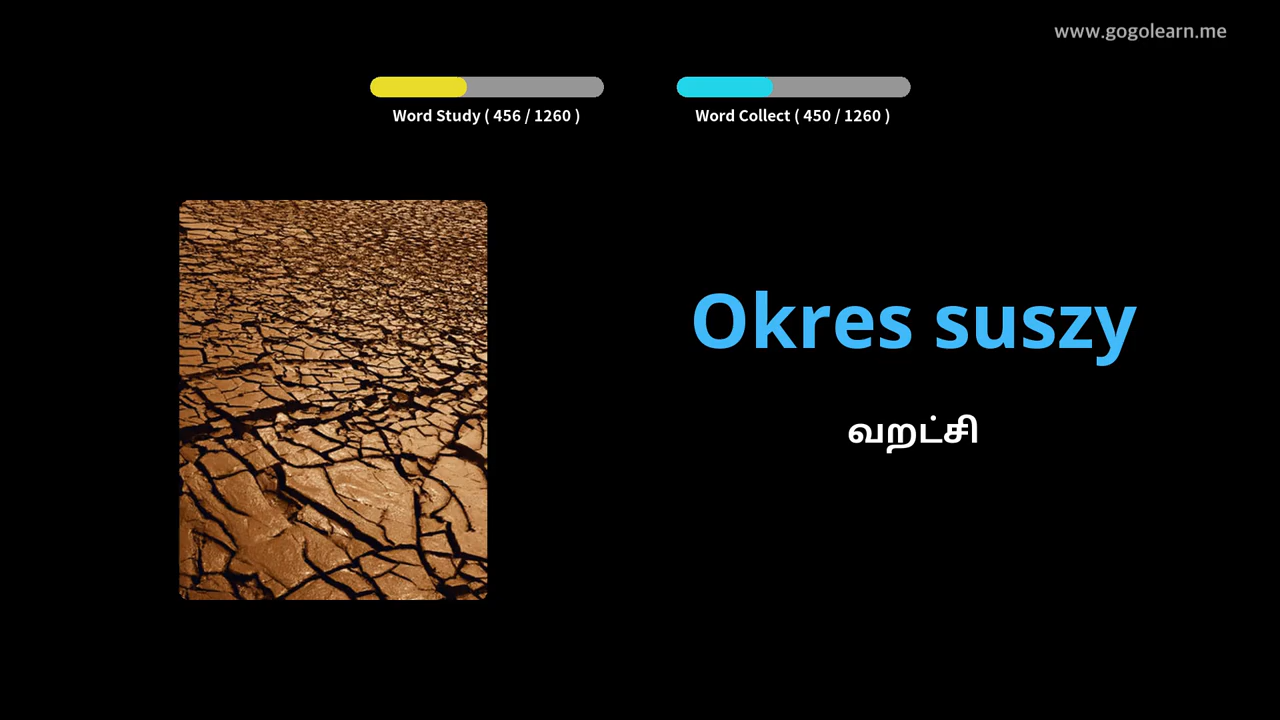 www.gogolearn.me
Word Study ( 456 / 1260 )
Word Collect ( 450 / 1260 )
Okres suszy
வறட்சி